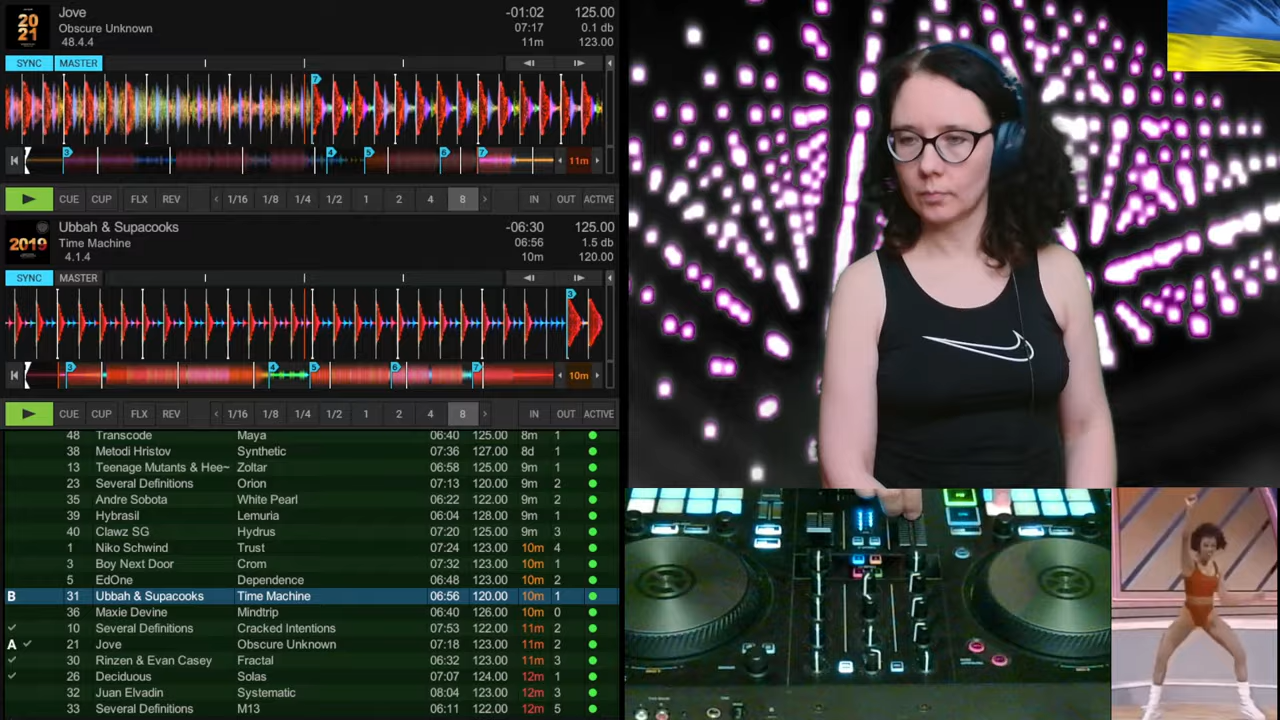 20 21 Jove -01:02 125.00
Obscure Unknown 07:17 0.1 db
48.4.4 11m 123.00
SYNC MASTER
7
3 4 5 6 7 11m
CUE CUP FLX REV 1/16 1/8 1/4 1/2 1 2 4 8 IN OUT ACTIVE
Ubbah & Supacooks -06:30 125.00
2019 Time Machine 06:56 1.5 db
4.1.4 10m 120.00
SYNC MASTER
3
3 4 5 6 7 10m
CUE CUP FLX REV 1/16 1/8 1/4 1/2 1 2 4 8 IN OUT ACTIVE
48 Transcode Maya 06:40 125.00 8m 1
38 Metodi Hristov Synthetic 07:36 127.00 8d 1
13 Teenage Mutants & Hee~ Zoltar 06:58 125.00 9m 1
23 Several Definitions Orion 07:13 120.00 9m 2
35 Andre Sobota White Pearl 06:22 122.00 9m 2
39 Hybrasil Lemuria 06:04 128.00 9m 1
40 Clawz SG Hydrus 07:20 125.00 9m 3
1 Niko Schwind Trust 07:24 123.00 10m 4
3 Boy Next Door Crom 07:32 123.00 10m 1
5 EdOne Dependence 06:48 123.00 10m 2
B 31 Ubbah & Supacooks Time Machine 06:56 120.00 10m 1
36 Maxie Devine Mindtrip 06:40 126.00 10m 0
10 Several Definitions Cracked Intentions 07:53 122.00 11m 2
A 21 Jove Obscure Unknown 07:18 123.00 11m 2
30 Rinzen & Evan Casey Fractal 06:32 123.00 11m 3
26 Deciduous Solas 07:07 124.00 12m 1
32 Juan Elvadin Systematic 08:04 123.00 12m 3
33 Several Definitions M13 06:11 122.00 12m 5